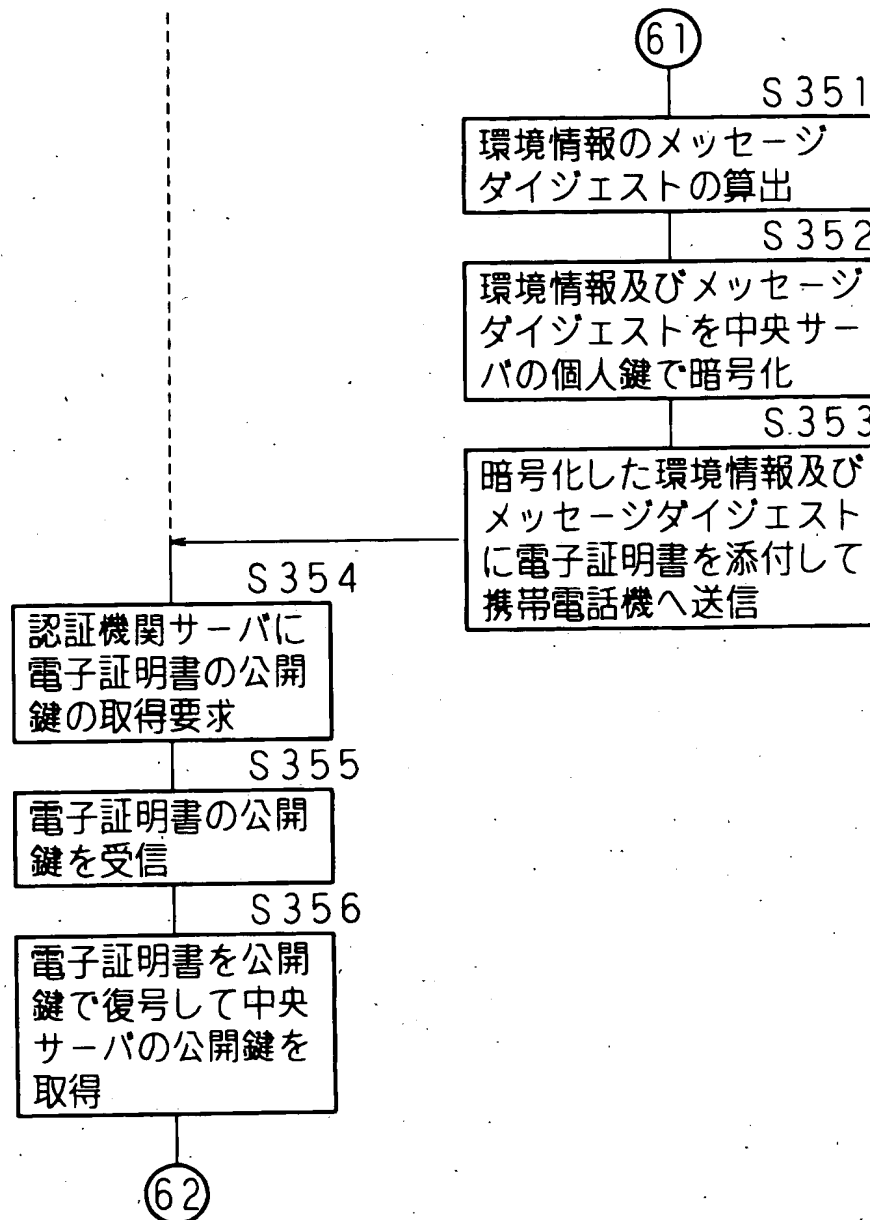 61
S351
環境情報のメッセージ
ダイジェストの算出
S352
環境情報及びメッセージ
ダイジェストを中央サー
バの個人鍵で暗号化
S353
暗号化した環境情報及び
メッセージダイジェスト
に電子証明書を添付して
携帯電話機へ送信
S354
認証機関サーバに
電子証明書の公開
鍵の取得要求
S355
電子証明書の公開
鍵を受信
S356
電子証明書を公開
鍵で復号して中央
サーバの公開鍵を
取得
62